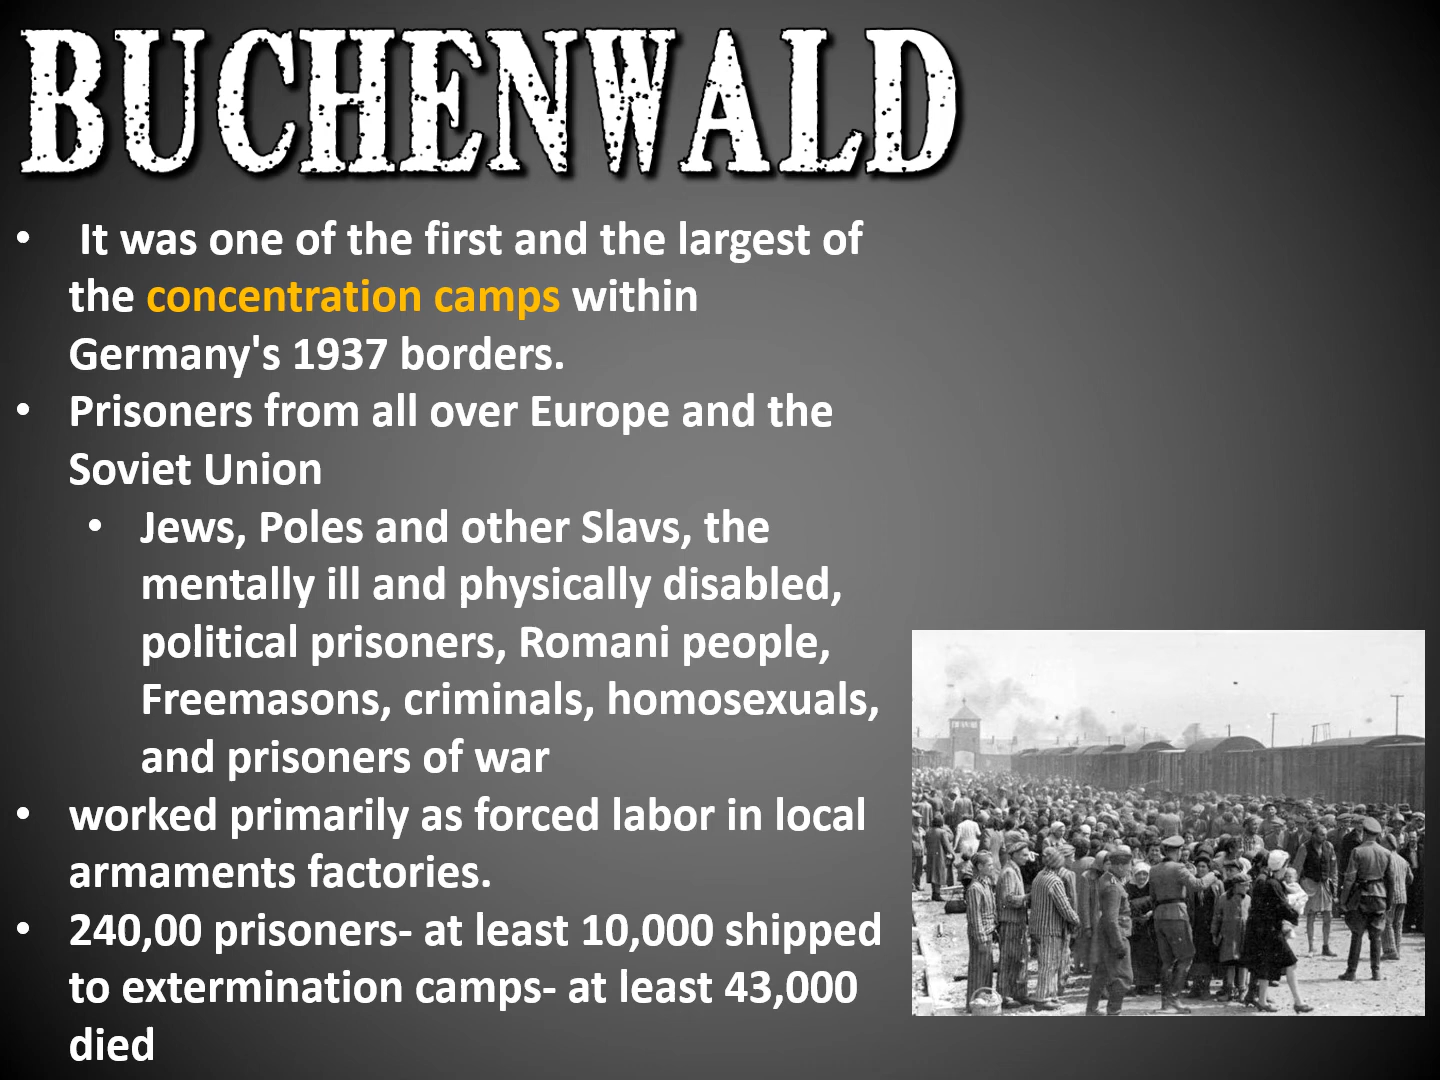 BUCHENWALD
• It was one of the first and the largest of
the concentration camps within
Germany's 1937 borders.
• Prisoners from all over Europe and the
Soviet Union
• Jews, Poles and other Slavs, the
mentally ill and physically disabled,
political prisoners, Romani people,
Freemasons, criminals, homosexuals,
and prisoners of war
• worked primarily as forced labor in local
armaments factories.
• 240,00 prisoners- at least 10,000 shipped
to extermination camps- at least 43,000
died